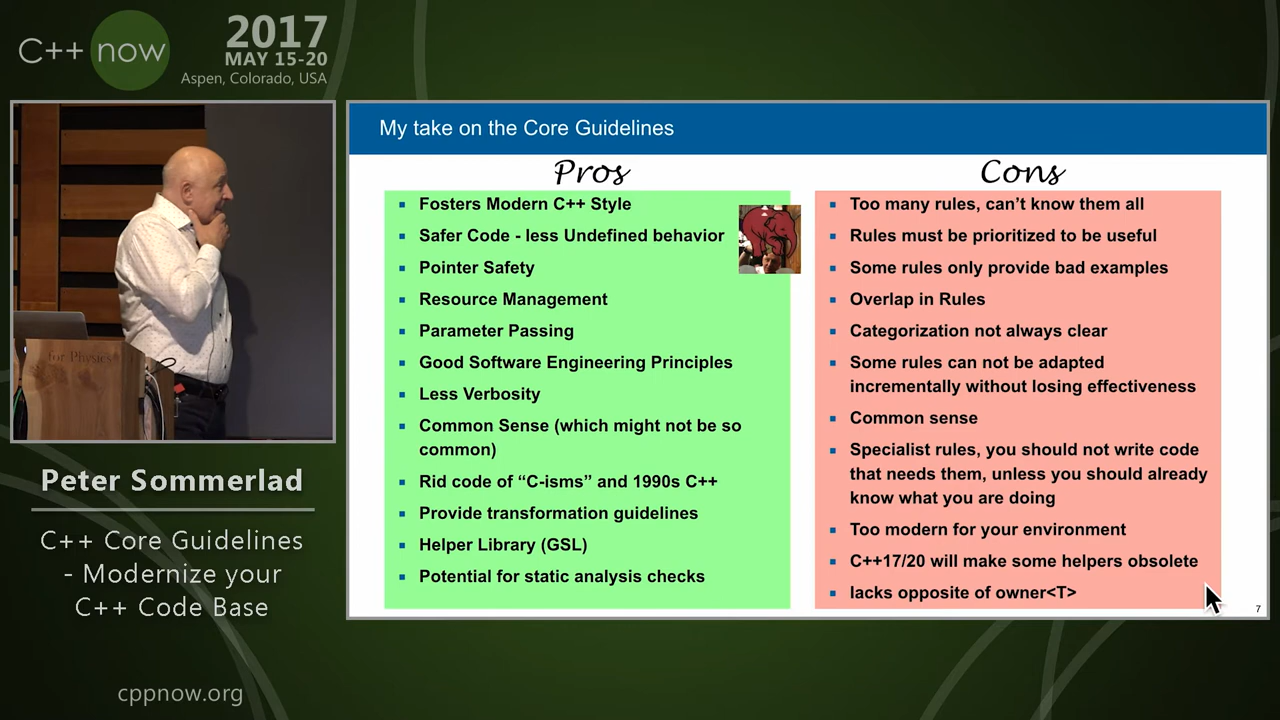 C++ now
2017
MAY 15-20
Aspen, Colorado, USA
for Physics
Peter Sommerlad
C++ Core Guidelines
- Modernize your
C++ Code Base
cppnow.org
My take on the Core Guidelines
Pros
Fosters Modern C++ Style
Safer Code - less Undefined behavior
Pointer Safety
Resource Management
Parameter Passing
Good Software Engineering Principles
Less Verbosity
Common Sense (which might not be so
common)
Rid code of “C-isms” and 1990s C++
Provide transformation guidelines
Helper Library (GSL)
Potential for static analysis checks
Cons
Too many rules, can’t know them all
Rules must be prioritized to be useful
Some rules only provide bad examples
Overlap in Rules
Categorization not always clear
Some rules can not be adapted
incrementally without losing effectiveness
Common sense
Specialist rules, you should not write code
that needs them, unless you should already
know what you are doing
Too modern for your environment
C++17/20 will make some helpers obsolete
lacks opposite of owner<T>
7